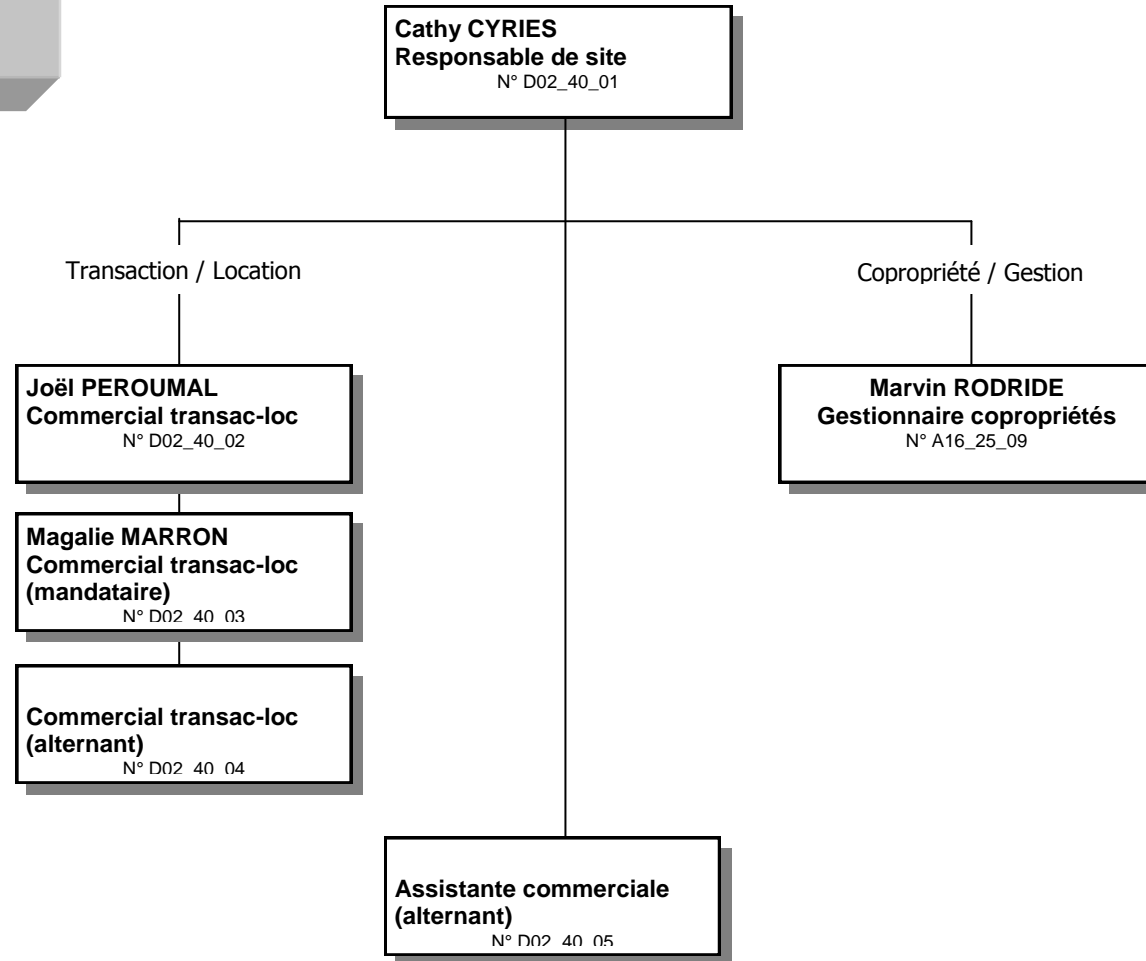 Cathy CYRIES
Responsable de site
N° D02_40_01
Transaction / Location
Copropriété / Gestion
Joël PEROUMAL
Commercial transac-loc
N° D02_40_02
Marvin RODRIDE
Gestionnaire copropriétés
N° A16_25_09
Magalie MARRON
Commercial transac-loc
(mandataire)
N° D02_40_03
Commercial transac-loc
(alternant)
N° D02_40_04
Assistante commerciale
(alternant)
N° D02_40_05